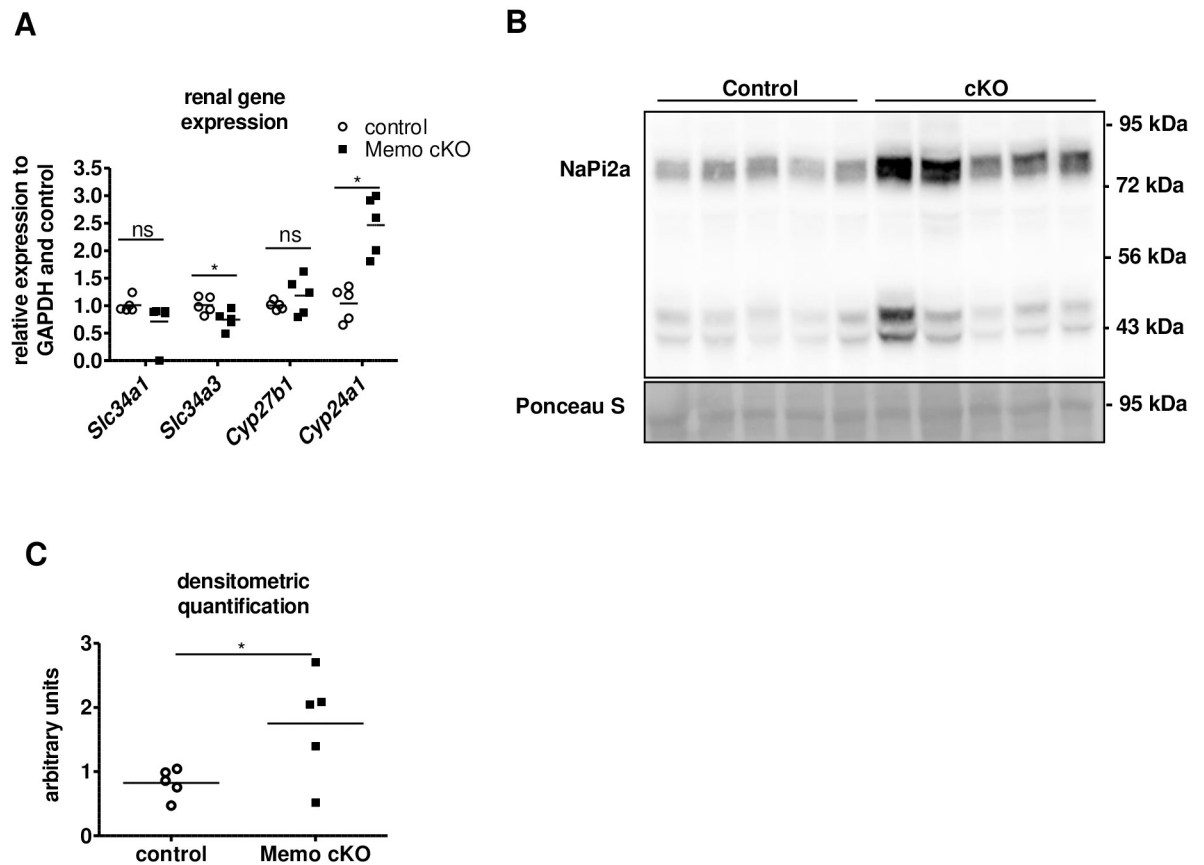 A
renal gene
expression
control
Memo cKO
relative expression to
GAPDH and control
3.5
3.0
2.5
2.0
1.5
1.0
0.5
0.0
ns
*
ns
*
Slc34a1
Slc34a3
Cyp27b1
Cyp24a1
B
Control
cKO
NaPi2a
- 95 kDa
- 72 kDa
- 56 kDa
- 43 kDa
Ponceau S
- 95 kDa
C
densitometric
quantification
arbitrary units
3
2
1
0
*
control
Memo cKO